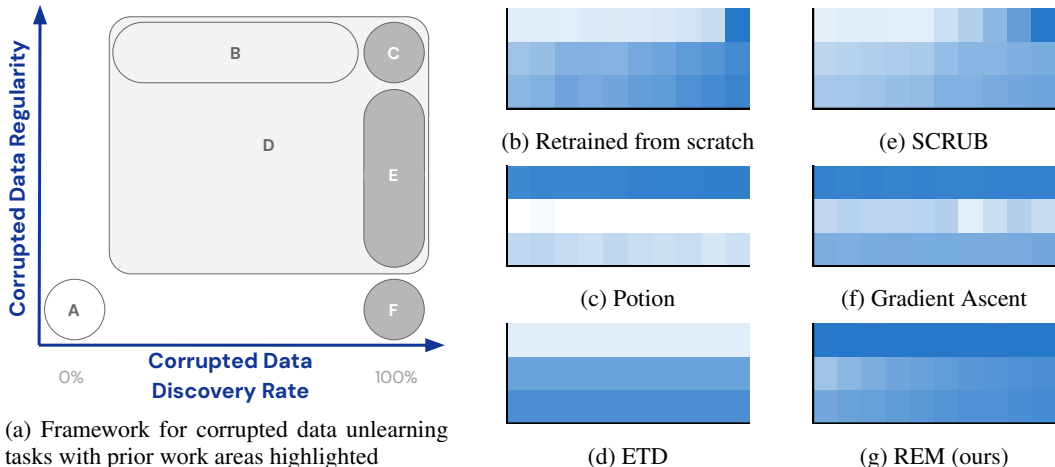 Corrupted Data Regularity
B
C
D
E
A
F
0%
Corrupted Data
Discovery Rate
100%
(a) Framework for corrupted data unlearning
tasks with prior work areas highlighted
(b) Retrained from scratch
(e) SCRUB
(c) Potion
(f) Gradient Ascent
(d) ETD
(g) REM (ours)